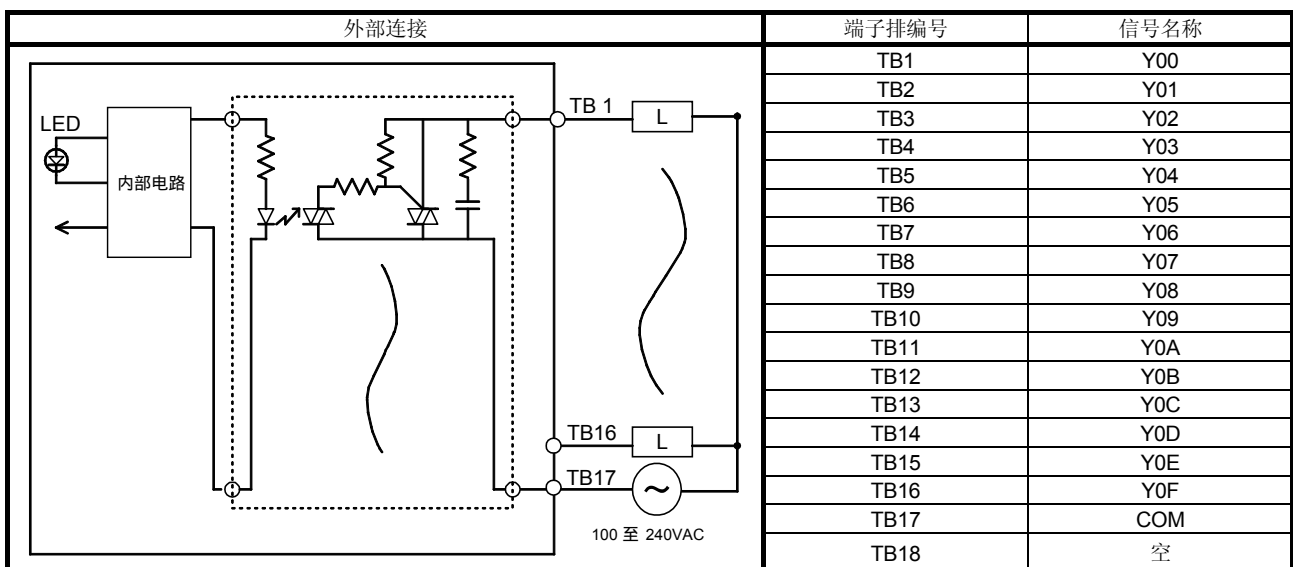 外部连接 端子排编号 信号名称
TB1 Y00
TB2 Y01
TB3 Y02
TB4 Y03
TB5 Y04
TB6 Y05
TB7 Y06
TB8 Y07
TB9 Y08
TB10 Y09
TB11 Y0A
TB12 Y0B
TB13 Y0C
TB14 Y0D
TB15 Y0E
TB16 Y0F
TB17 COM
TB18 空
LED
内部电路
TB 1
L
TB16
L
TB17
~
100 至 240VAC